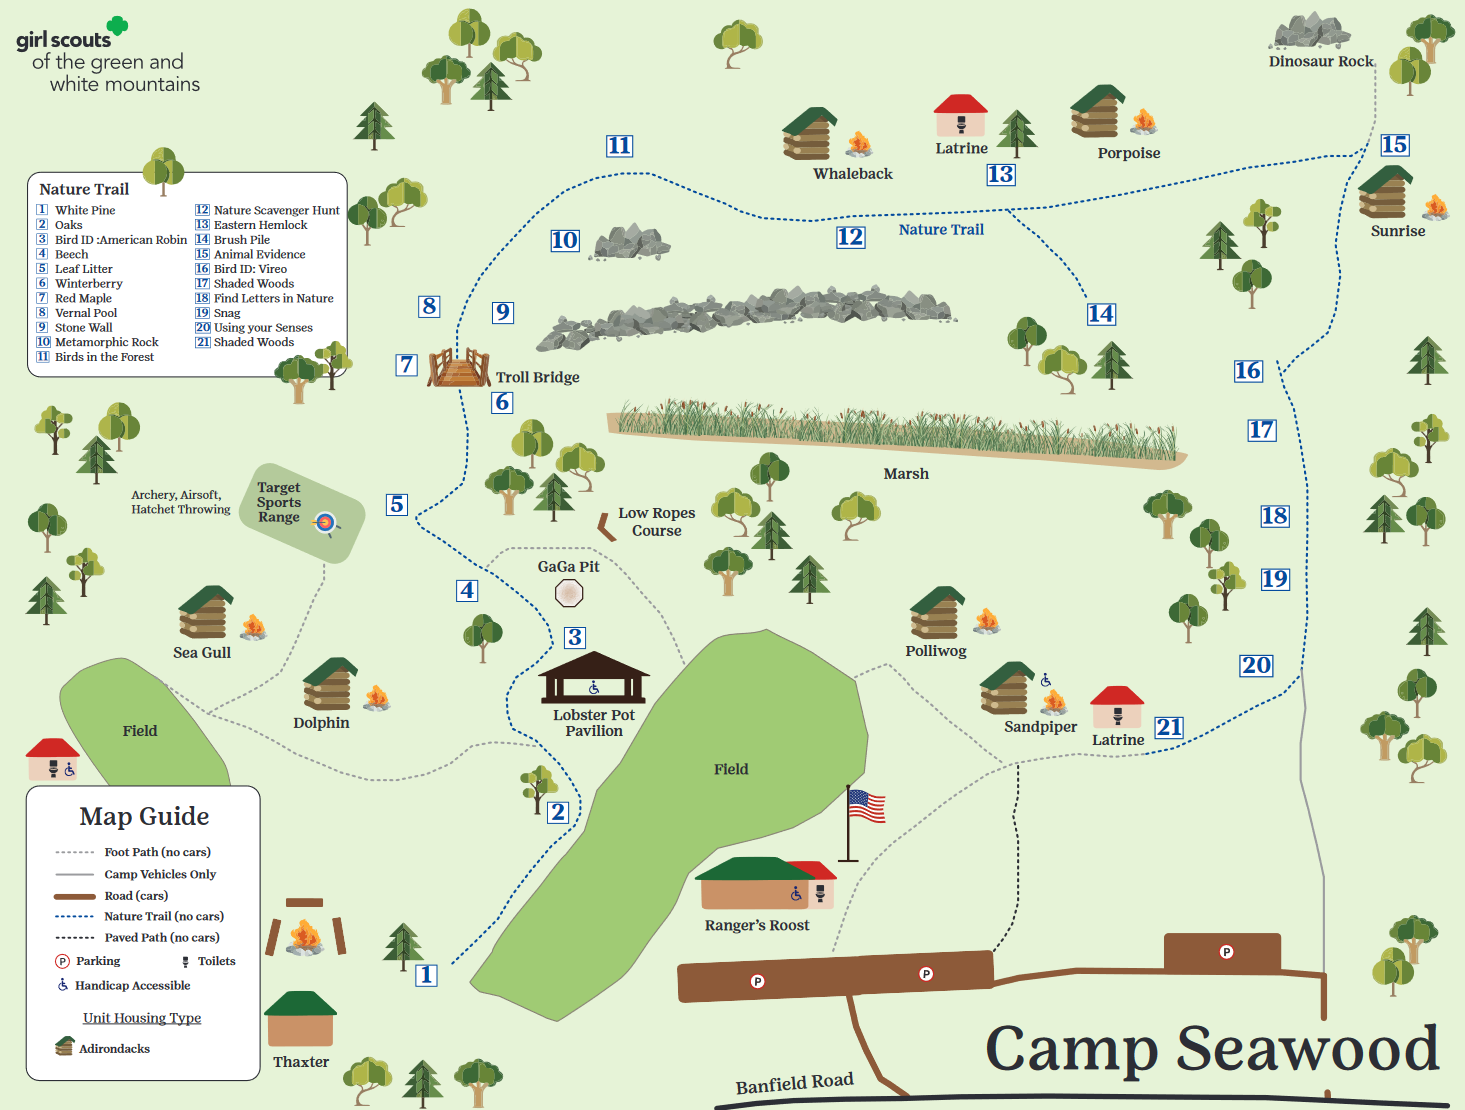 girl scouts
of the green and
white mountains
Dinosaur Rock
Whaleback
Latrine
Porpoise
11
13
15
Sunrise
Nature Trail
1 White Pine
2 Oaks
3 Bird ID :American Robin
4 Beech
5 Leaf Litter
6 Winterberry
7 Red Maple
8 Vernal Pool
9 Stone Wall
10 Metamorphic Rock
11 Birds in the Forest
12 Nature Scavenger Hunt
13 Eastern Hemlock
14 Brush Pile
15 Animal Evidence
16 Bird ID: Vireo
17 Shaded Woods
18 Find Letters in Nature
19 Snag
20 Using your Senses
21 Shaded Woods
10
12
Nature Trail
8
9
14
7
Troll Bridge
6
16
17
Marsh
Archery, Airsoft,
Hatchet Throwing
Target
Sports
Range
5
Low Ropes
Course
18
GaGa Pit
4
19
3
Sea Gull
Polliwog
20
Dolphin
Lobster Pot
Pavilion
Sandpiper
Latrine
21
Field
Field
2
Map Guide
Foot Path (no cars)
Camp Vehicles Only
Road (cars)
Nature Trail (no cars)
Paved Path (no cars)
P Parking
Toilets
Handicap Accessible
Unit Housing Type
Adirondacks
Ranger's Roost
1
P
P
P
Thaxter
Camp Seawood
Banfield Road